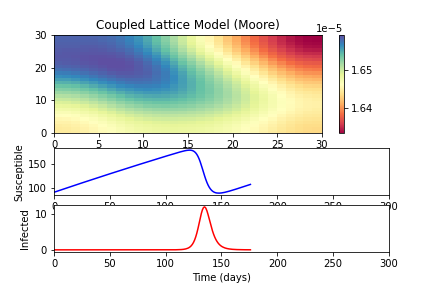 Coupled Lattice Model (Moore)
1e−5
30
20
10
0
0 5 10 15 20 25 30
1.65
1.64
Susceptible
150
100
0 50 100 150 200 250 300
Infected
10
0
0 50 100 150 200 250 300
Time (days)